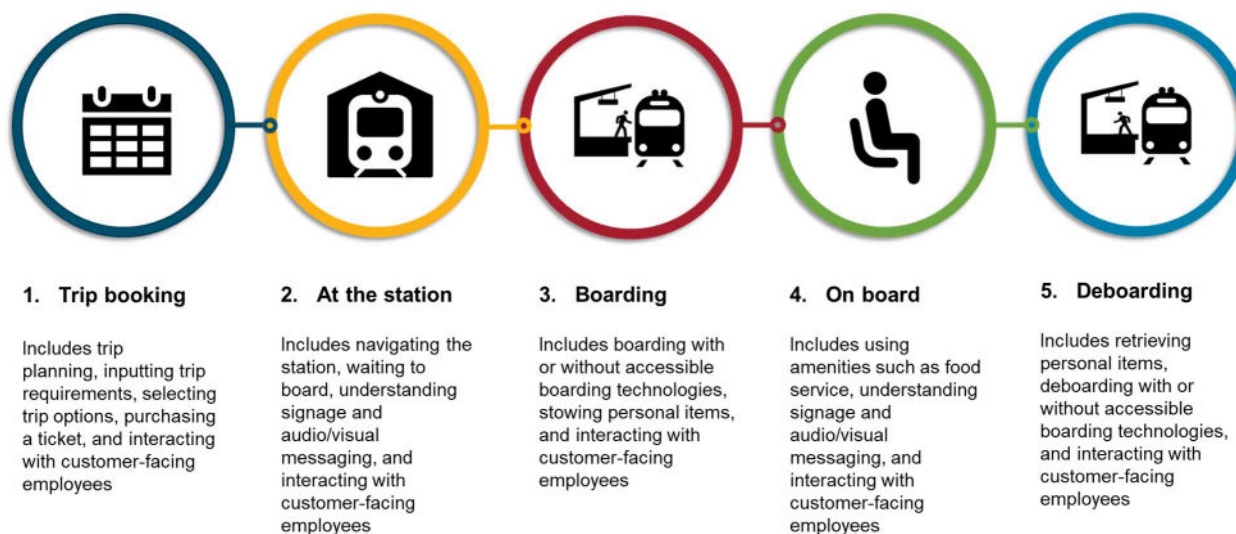 1. Trip booking
Includes trip
planning, inputting trip
requirements, selecting
trip options, purchasing
a ticket, and interacting
with customer-facing
employees
2. At the station
Includes navigating the
station, waiting to
board, understanding
signage and
audio/visual
messaging, and
interacting with
customer-facing
employees
3. Boarding
Includes boarding with
or without accessible
boarding technologies,
stowing personal items,
and interacting with
customer-facing
employees
4. On board
Includes using
amenities such as food
service, understanding
signage and
audio/visual
messaging, and
interacting with
customer-facing
employees
5. Deboarding
Includes retrieving
personal items,
deboarding with or
without accessible
boarding technologies,
and interacting with
customer-facing
employees